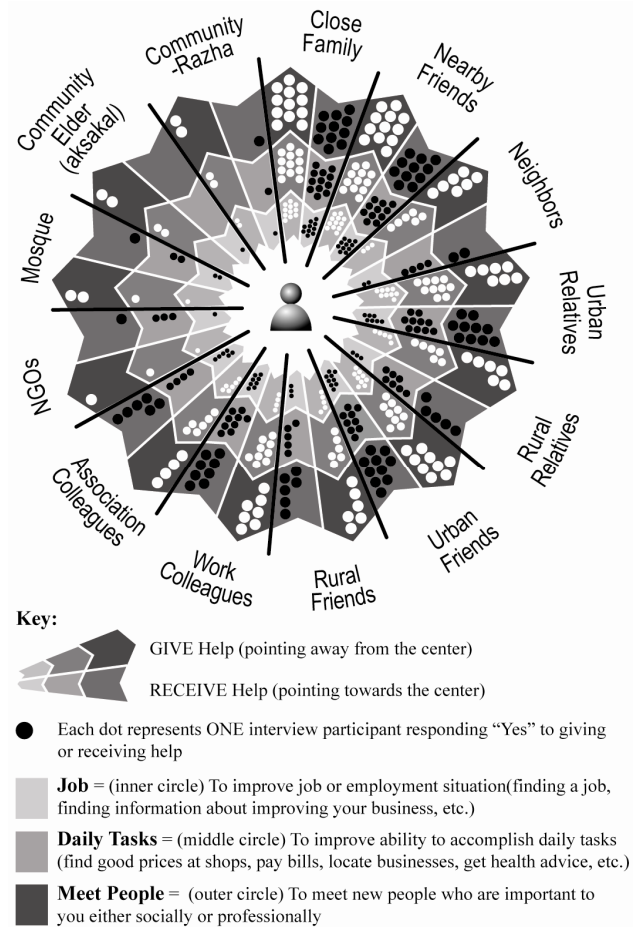 Close
Family
Nearby
Friends
Neighbors
Urban
Relatives
Rural
Relatives
Urban
Friends
Rural
Friends
Work
Colleagues
Association
Colleagues
NGOs
Mosque
Community
Elder
(aksakal)
Community
-Razha
Key:
GIVE Help (pointing away from the center)
RECEIVE Help (pointing towards the center)
Each dot represents ONE interview participant responding “Yes” to giving
or receiving help
Job = (inner circle) To improve job or employment situation(finding a job,
finding information about improving your business, etc.)
Daily Tasks = (middle circle) To improve ability to accomplish daily tasks
(find good prices at shops, pay bills, locate businesses, get health advice, etc.)
Meet People = (outer circle) To meet new people who are important to
you either socially or professionally